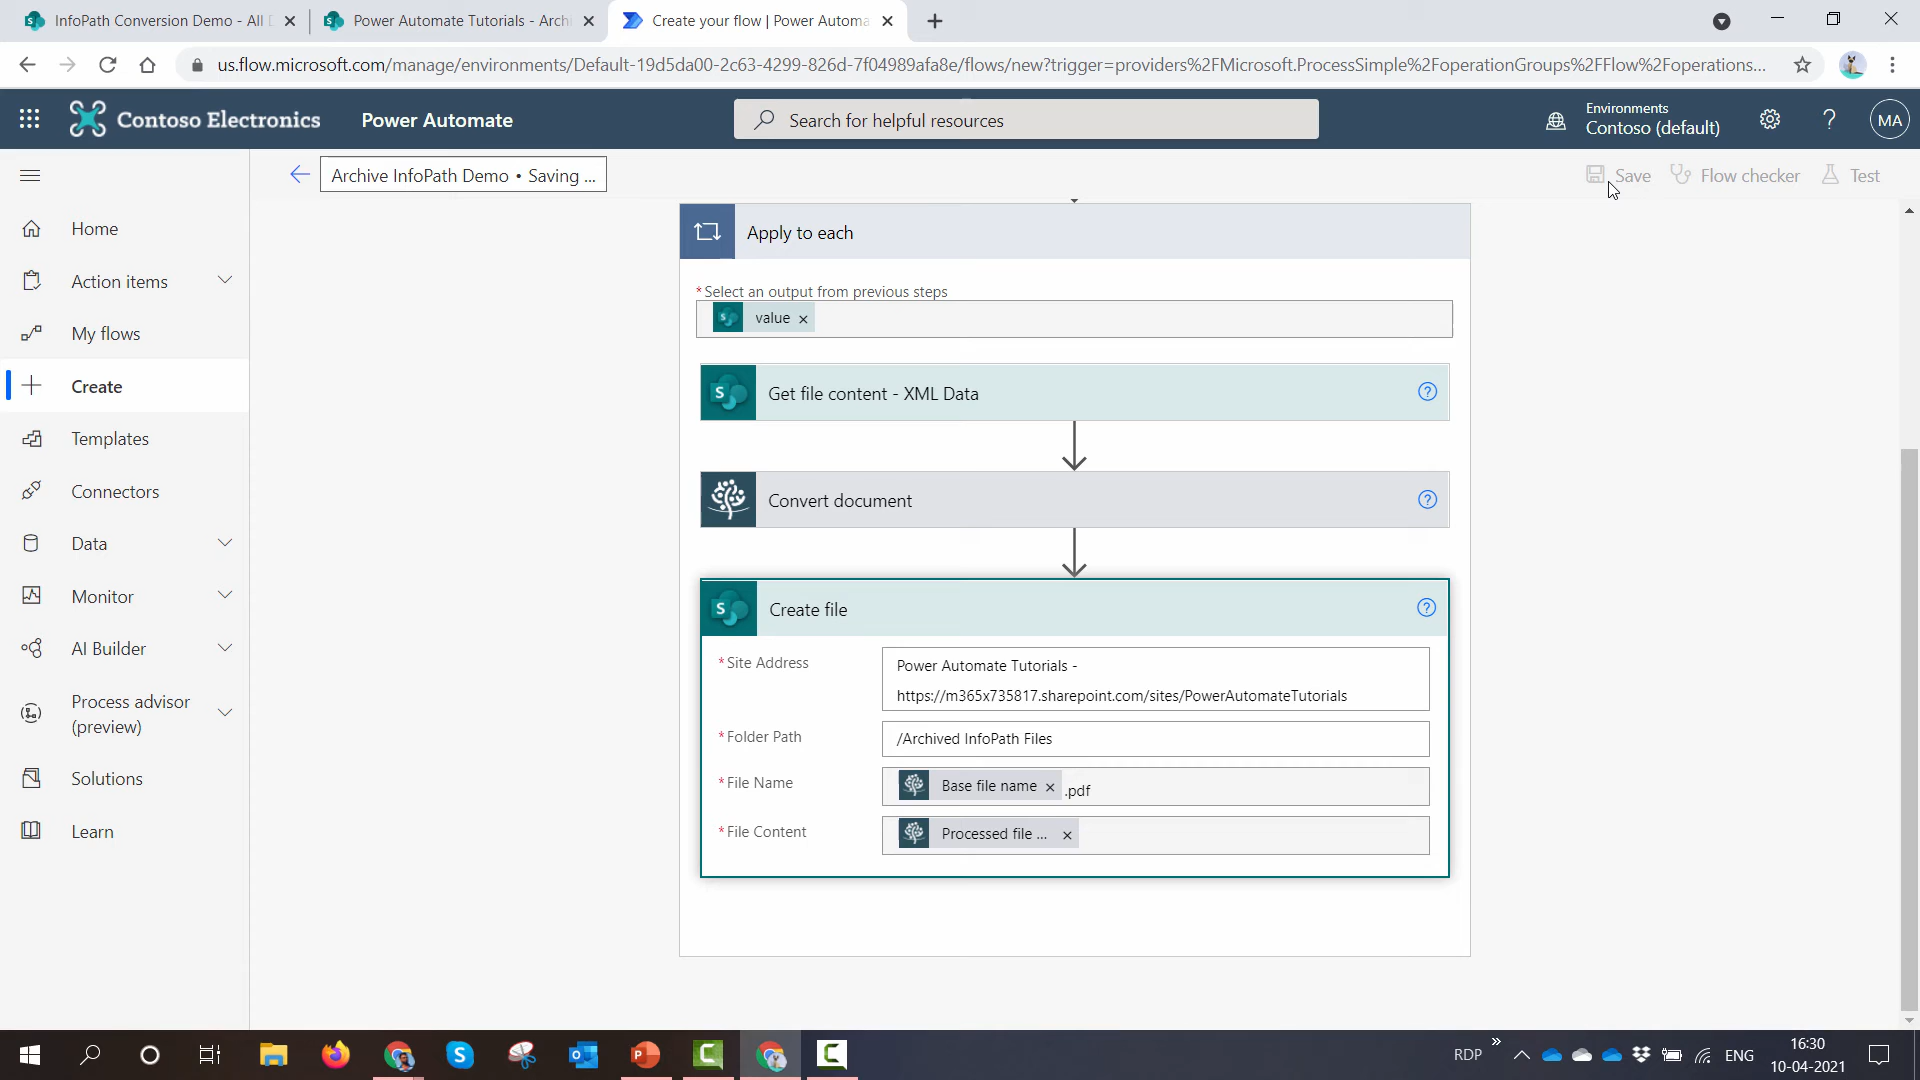 InfoPath Conversion Demo - All D
Power Automate Tutorials - Archi
Create your flow | Power Automa
us.flow.microsoft.com/manage/environments/Default-19d5da00-2c63-4299-826d-7f04989afa8e/flows/new?trigger=providers%2FMicrosoft.ProcessSimple%2FoperationGroups%2FFlow%2Foperations...
Contoso Electronics
Power Automate
Search for helpful resources
Environments
Contoso (default)
MA
Archive InfoPath Demo • Saving ...
Save
Flow checker
Test
Home
Action items
My flows
Create
Templates
Connectors
Data
Monitor
AI Builder
Process advisor
(preview)
Solutions
Learn
Apply to each
*Select an output from previous steps
value
Get file content - XML Data
Convert document
Create file
*Site Address
Power Automate Tutorials -
https://m365x735817.sharepoint.com/sites/PowerAutomateTutorials
*Folder Path
/Archived InfoPath Files
*File Name
Base file name .pdf
*File Content
Processed file ...
RDP
ENG
16:30
10-04-2021